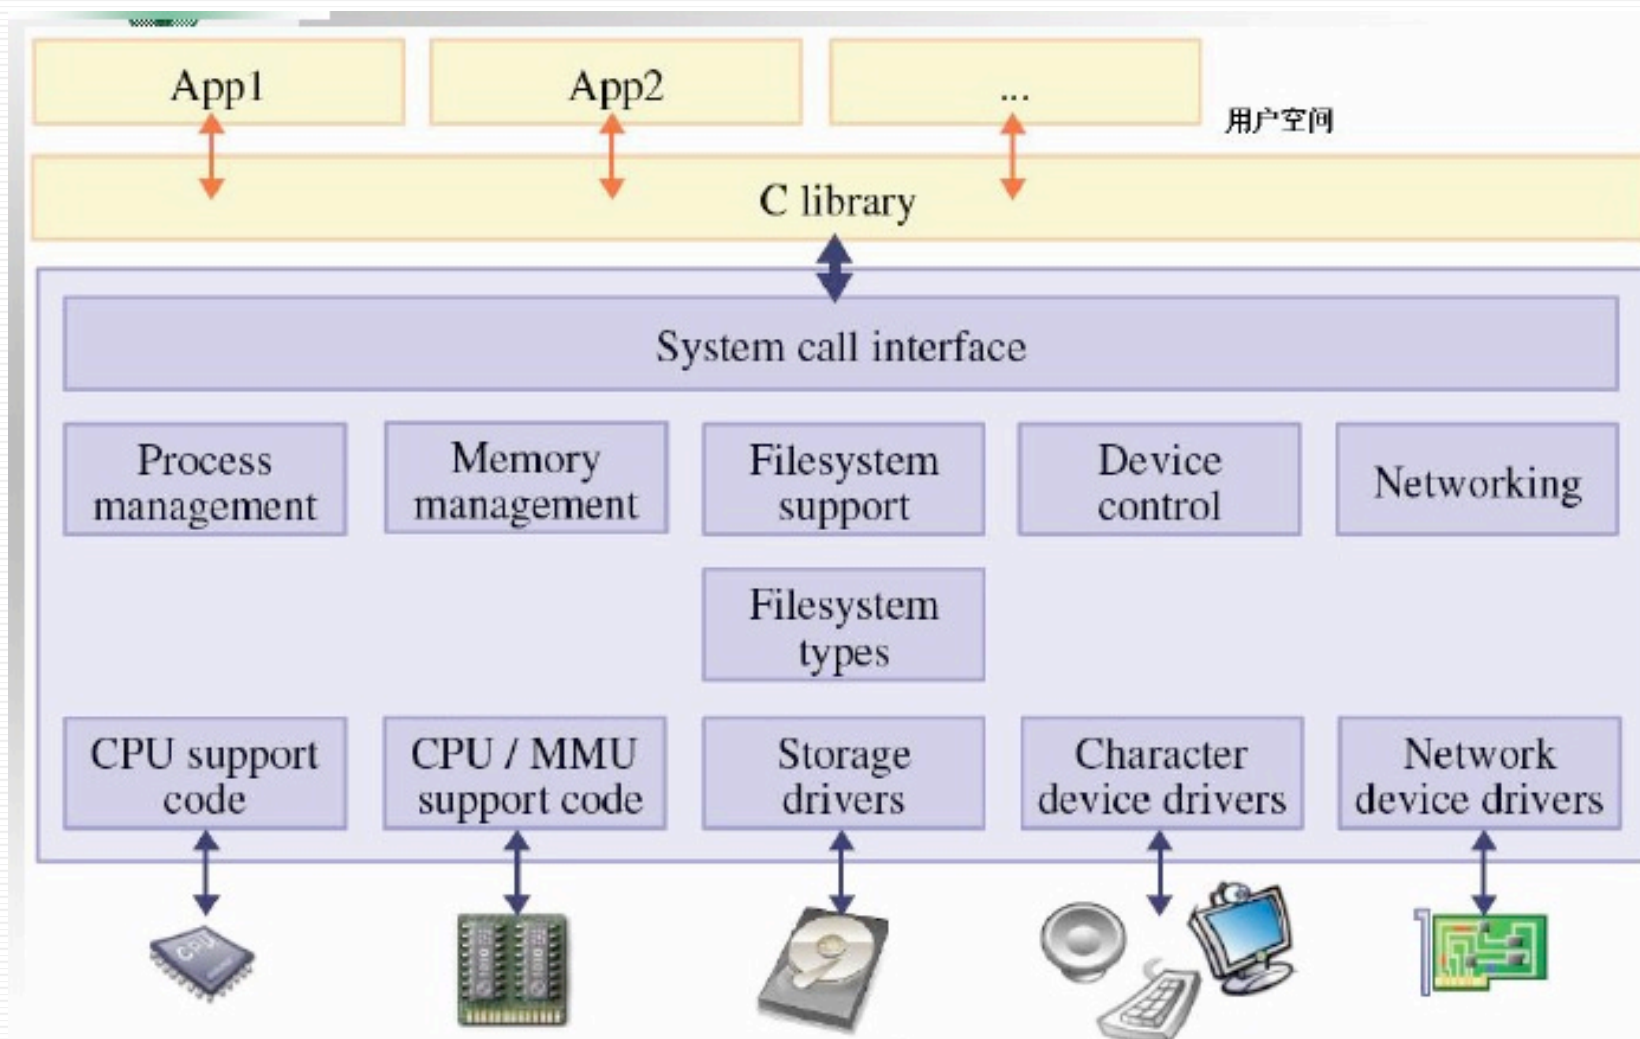 App1
App2
...
用户空间
C library
System call interface
Process
management
Memory
management
Filesystem
support
Device
control
Networking
Filesystem
types
CPU support
code
CPU / MMU
support code
Storage
drivers
Character
device drivers
Network
device drivers
CPU